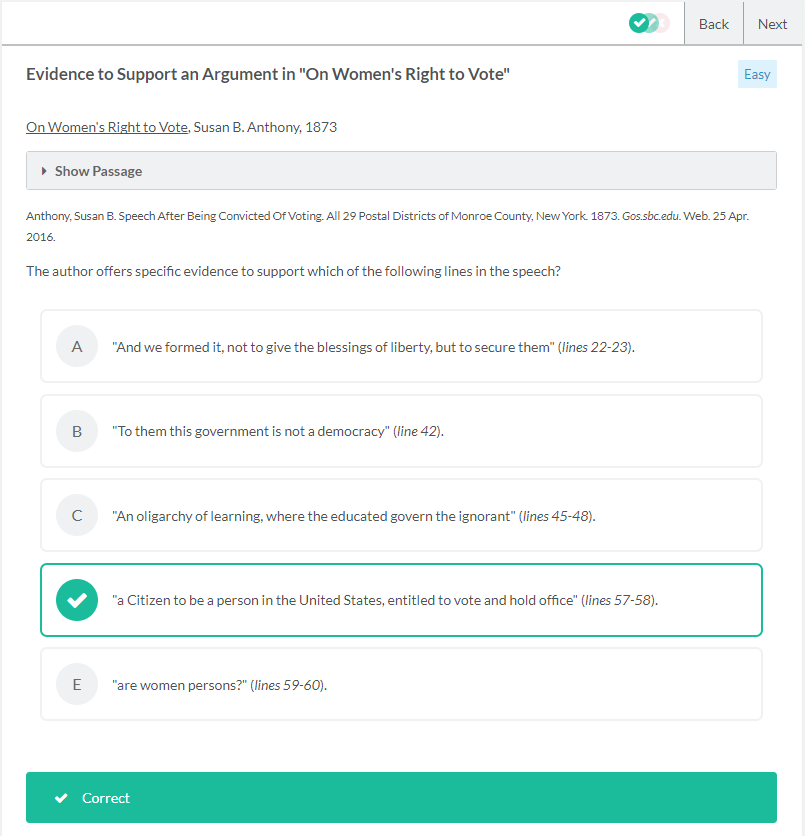 Back Next
Evidence to Support an Argument in "On Women's Right to Vote"
Easy
On Women's Right to Vote, Susan B. Anthony, 1873
Show Passage
Anthony, Susan B. Speech After Being Convicted Of Voting. All 29 Postal Districts of Monroe County, New York. 1873. Gos.sbc.edu. Web. 25 Apr.
2016.
The author offers specific evidence to support which of the following lines in the speech?
A "And we formed it, not to give the blessings of liberty, but to secure them" (lines 22-23).
B "To them this government is not a democracy" (line 42).
C "An oligarchy of learning, where the educated govern the ignorant" (lines 45-48).
"a Citizen to be a person in the United States, entitled to vote and hold office" (lines 57-58).
E "are women persons?" (lines 59-60).
Correct